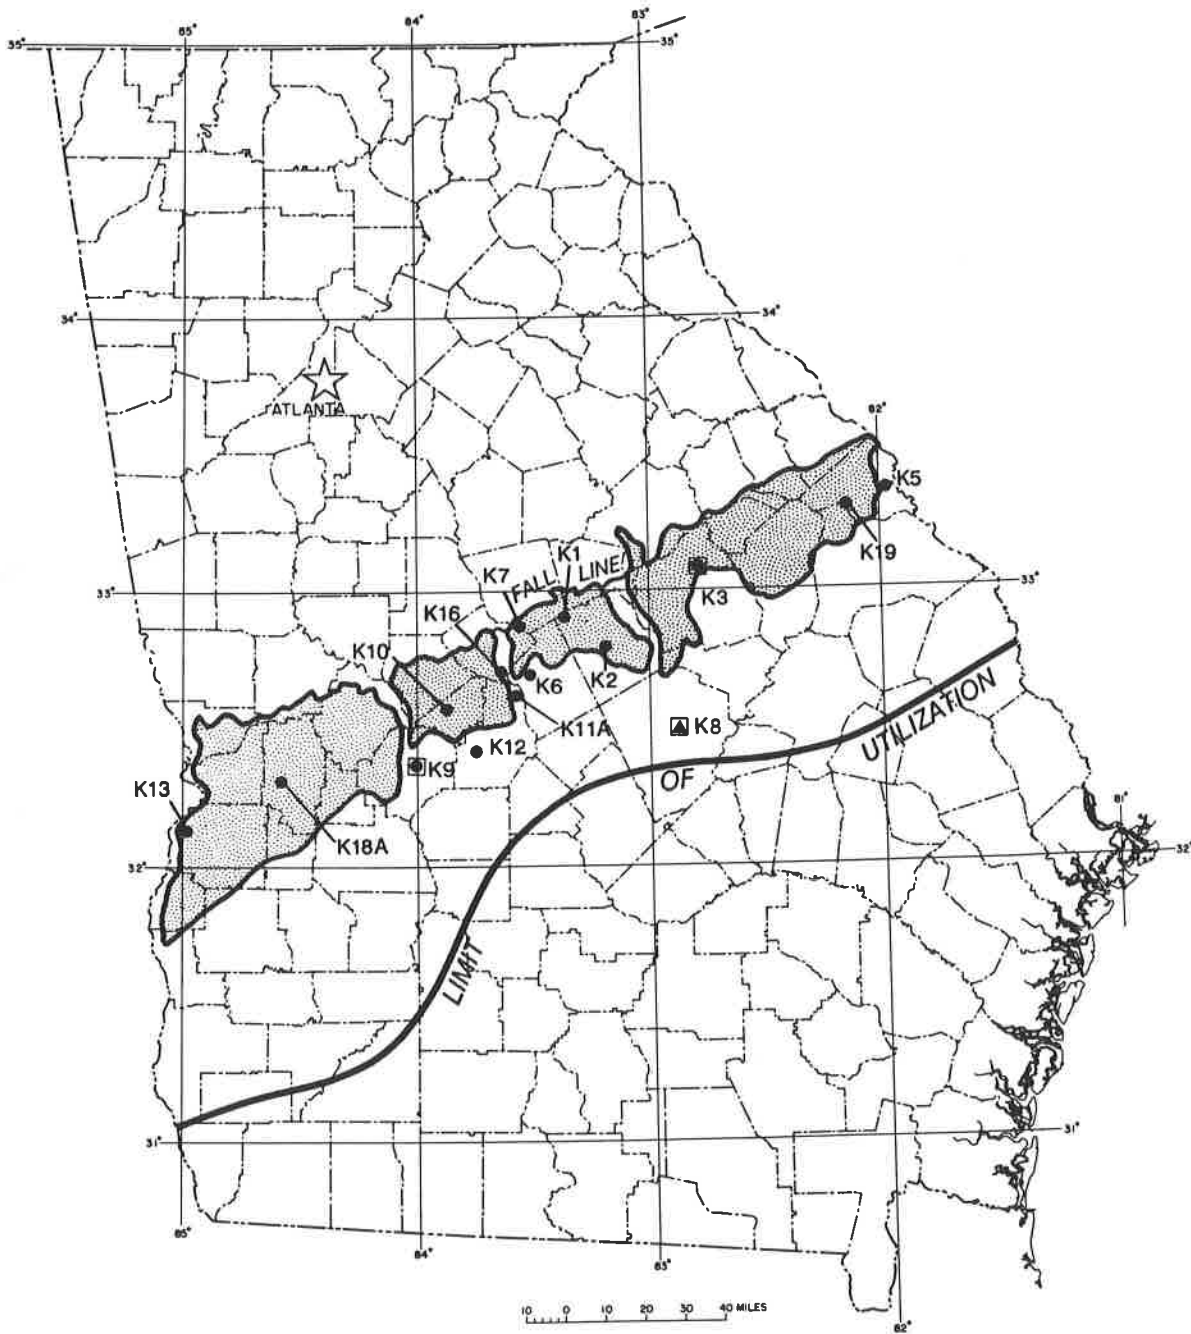 85°
84°
83°
35°
35°
34°
ATLANTA
82°
K5
K19
K1
K7
FALL LINE!
K3
33°
K16
K10
K6
K2
K11A
K8
K12
K9
K13
K18A
LIMIT OF UTILIZATION
81°
32°
32°
31°
31°
85°
84°
83°
82°
10 0 10 20 30 40 MILES
34°
33°